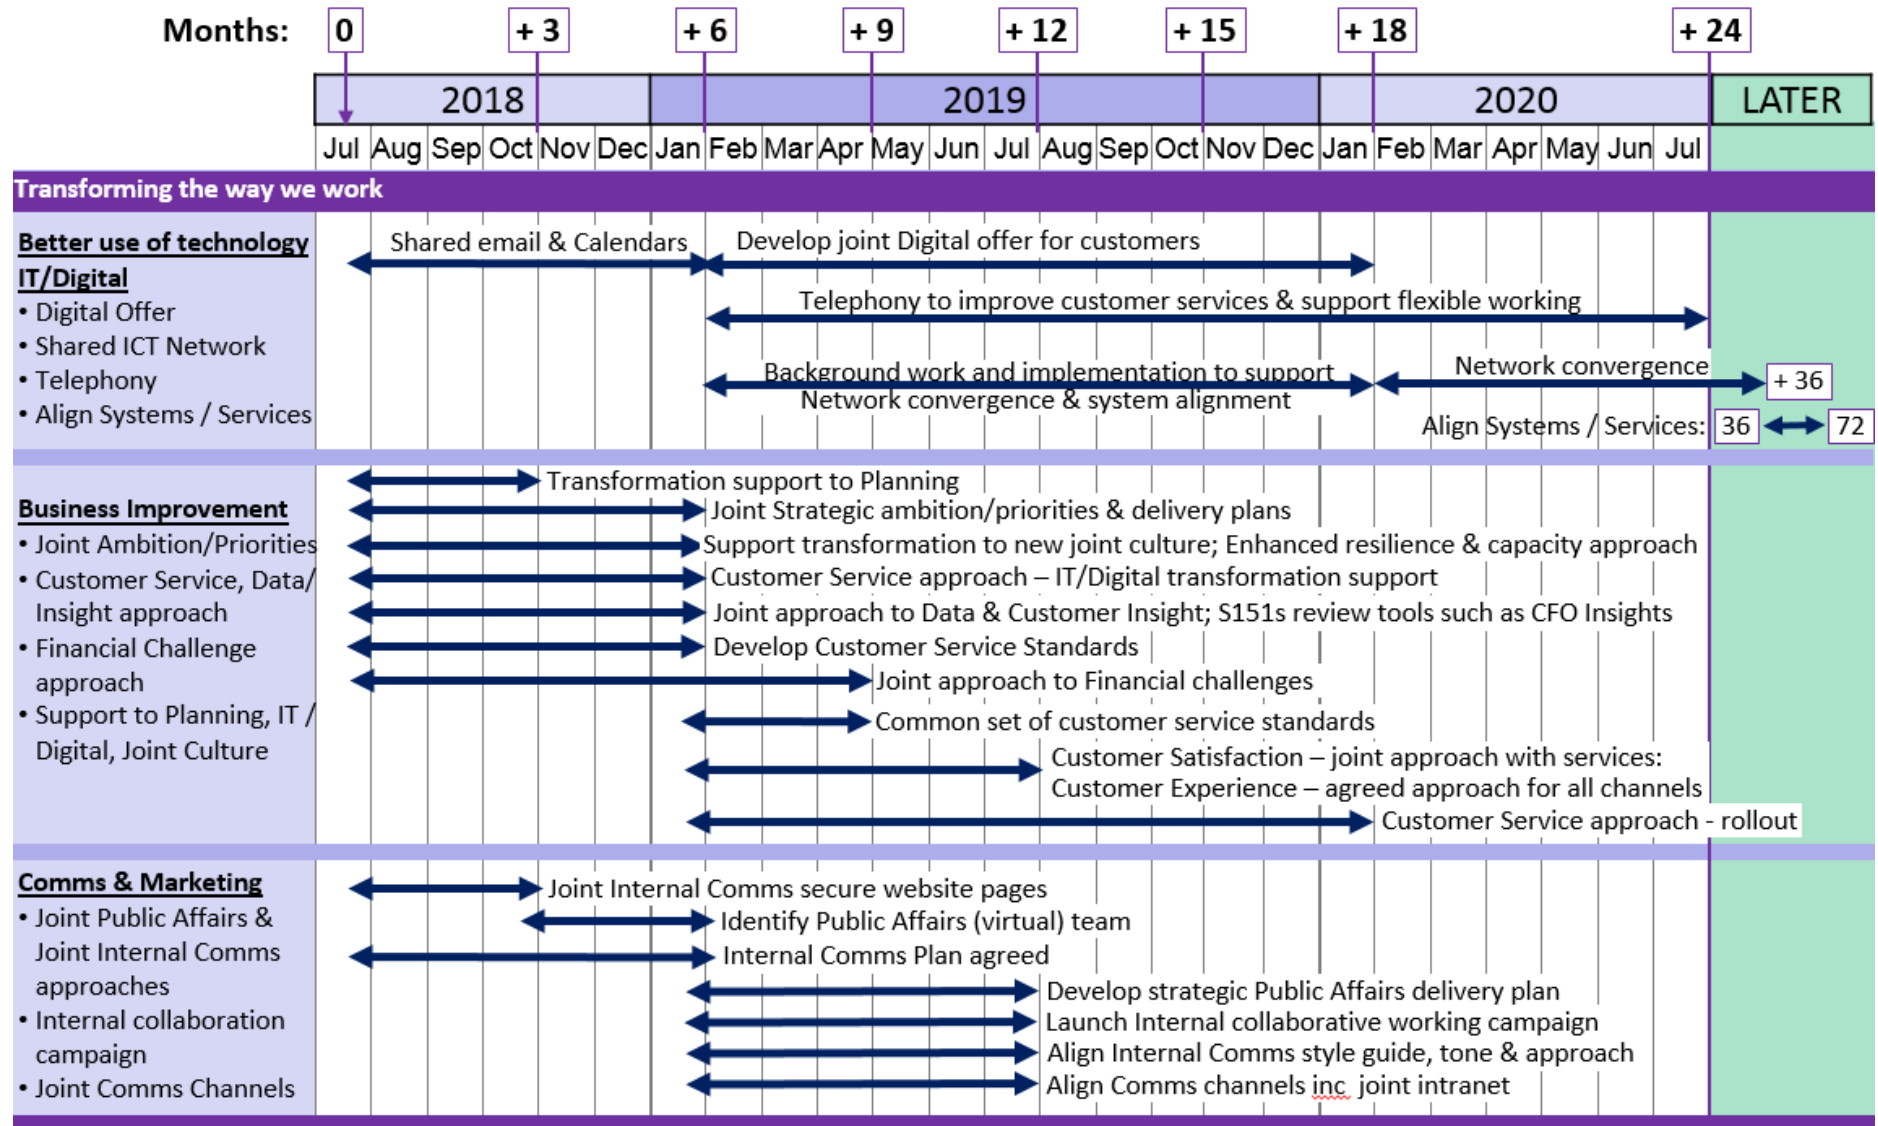 Months: 0 + 3 + 6 + 9 + 12 + 15 + 18 + 24
2018 2019 2020 LATER
Jul Aug Sep Oct Nov Dec Jan Feb Mar Apr May Jun Jul Aug Sep Oct Nov Dec Jan Feb Mar Apr May Jun Jul
Transforming the way we work
Better use of technology
IT/Digital
• Digital Offer
• Shared ICT Network
• Telephony
• Align Systems / Services
Shared email & Calendars
Develop joint Digital offer for customers
Telephony to improve customer services & support flexible working
Background work and implementation to support
Network convergence & system alignment
Network convergence
+ 36
Align Systems / Services: 36 72
Business Improvement
• Joint Ambition/Priorities
• Customer Service, Data/
Insight approach
• Financial Challenge
approach
• Support to Planning, IT /
Digital, Joint Culture
Transformation support to Planning
Joint Strategic ambition/priorities & delivery plans
Support transformation to new joint culture; Enhanced resilience & capacity approach
Customer Service approach – IT/Digital transformation support
Joint approach to Data & Customer Insight; S151s review tools such as CFO Insights
Develop Customer Service Standards
Joint approach to Financial challenges
Common set of customer service standards
Customer Satisfaction – joint approach with services:
Customer Experience – agreed approach for all channels
Customer Service approach - rollout
Comms & Marketing
• Joint Public Affairs &
Joint Internal Comms
approaches
• Internal collaboration
campaign
• Joint Comms Channels
Joint Internal Comms secure website pages
Identify Public Affairs (virtual) team
Internal Comms Plan agreed
Develop strategic Public Affairs delivery plan
Launch Internal collaborative working campaign
Align Internal Comms style guide, tone & approach
Align Comms channels inc joint intranet